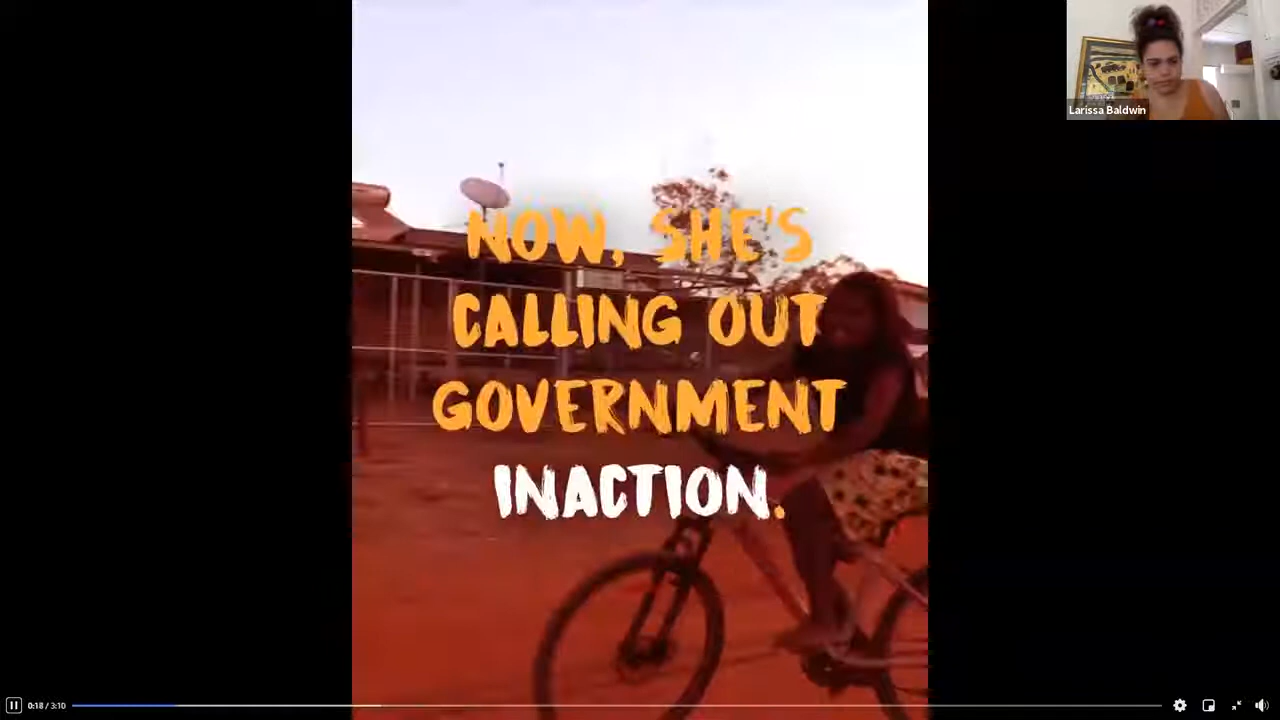 Larissa Baldwin
NOW, SHE'S
CALLING OUT
GOVERNMENT
INACTION.
0:18 / 3:10